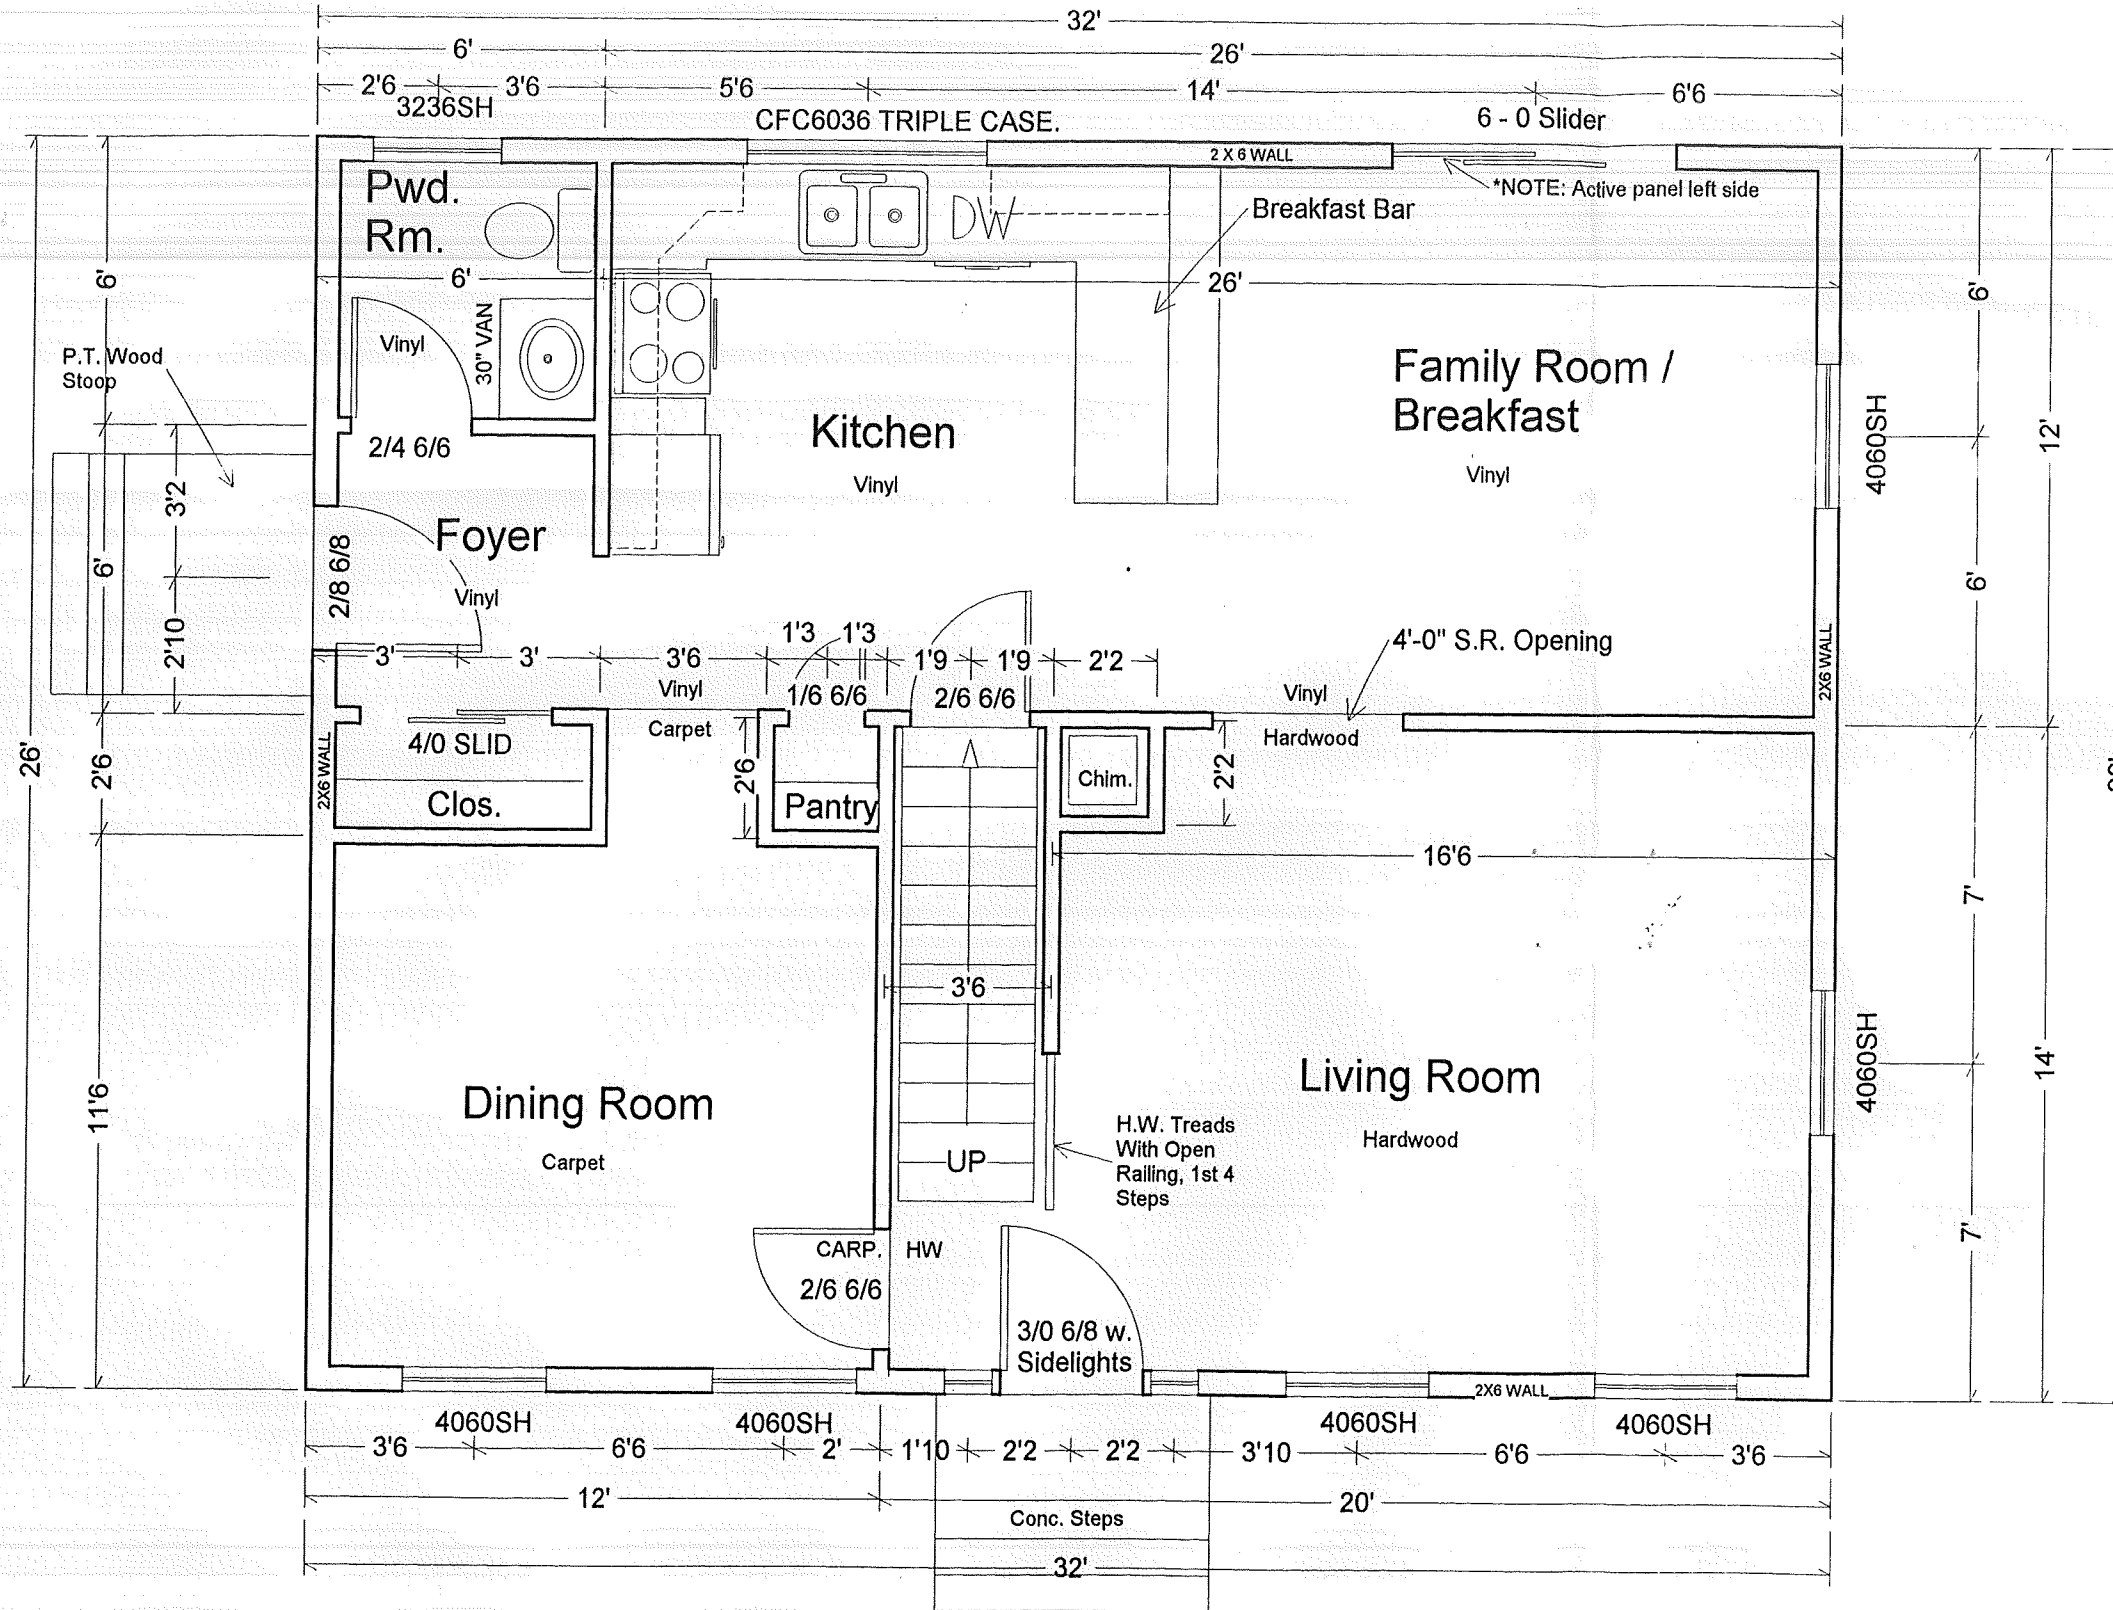 32'
6'
26'
2'6
3'6
5'6
14'
6'6
3236SH
CFC6036 TRIPLE CASE.
6 - 0 Slider
2 X 6 WALL
*NOTE: Active panel left side
Pwd.
Rm.
DW
Breakfast Bar
6'
26'
6'
6'
Vinyl
30" VAN
P.T. Wood
Stoop
Family Room /
Breakfast
Vinyl
Kitchen
Vinyl
4060SH
12'
2/4 6/6
3'2
Foyer
Vinyl
2/8 6/8
6'
2'10
6'
3'
3'
3'6
1'3
1'3
1'9
1'9
2'2
4'-0" S.R. Opening
2X6 WALL
Vinyl
1/6 6/6
2/6 6/6
Vinyl
Carpet
Hardwood
4/0 SLID
2X6 WALL
26'
2'6
2'6
Clos.
Pantry
Chim.
2'2
16'6
7'
3'6
11'6
Dining Room
Carpet
Living Room
Hardwood
4060SH
14'
H.W. Treads
With Open
Railing, 1st 4
Steps
UP
7'
CARP.
HW
2/6 6/6
3/0 6/8 w.
Sidelights
2X6 WALL
4060SH
4060SH
4060SH
4060SH
3'6
6'6
2'
1'10
2'2
2'2
3'10
6'6
3'6
12'
20'
Conc. Steps
32'